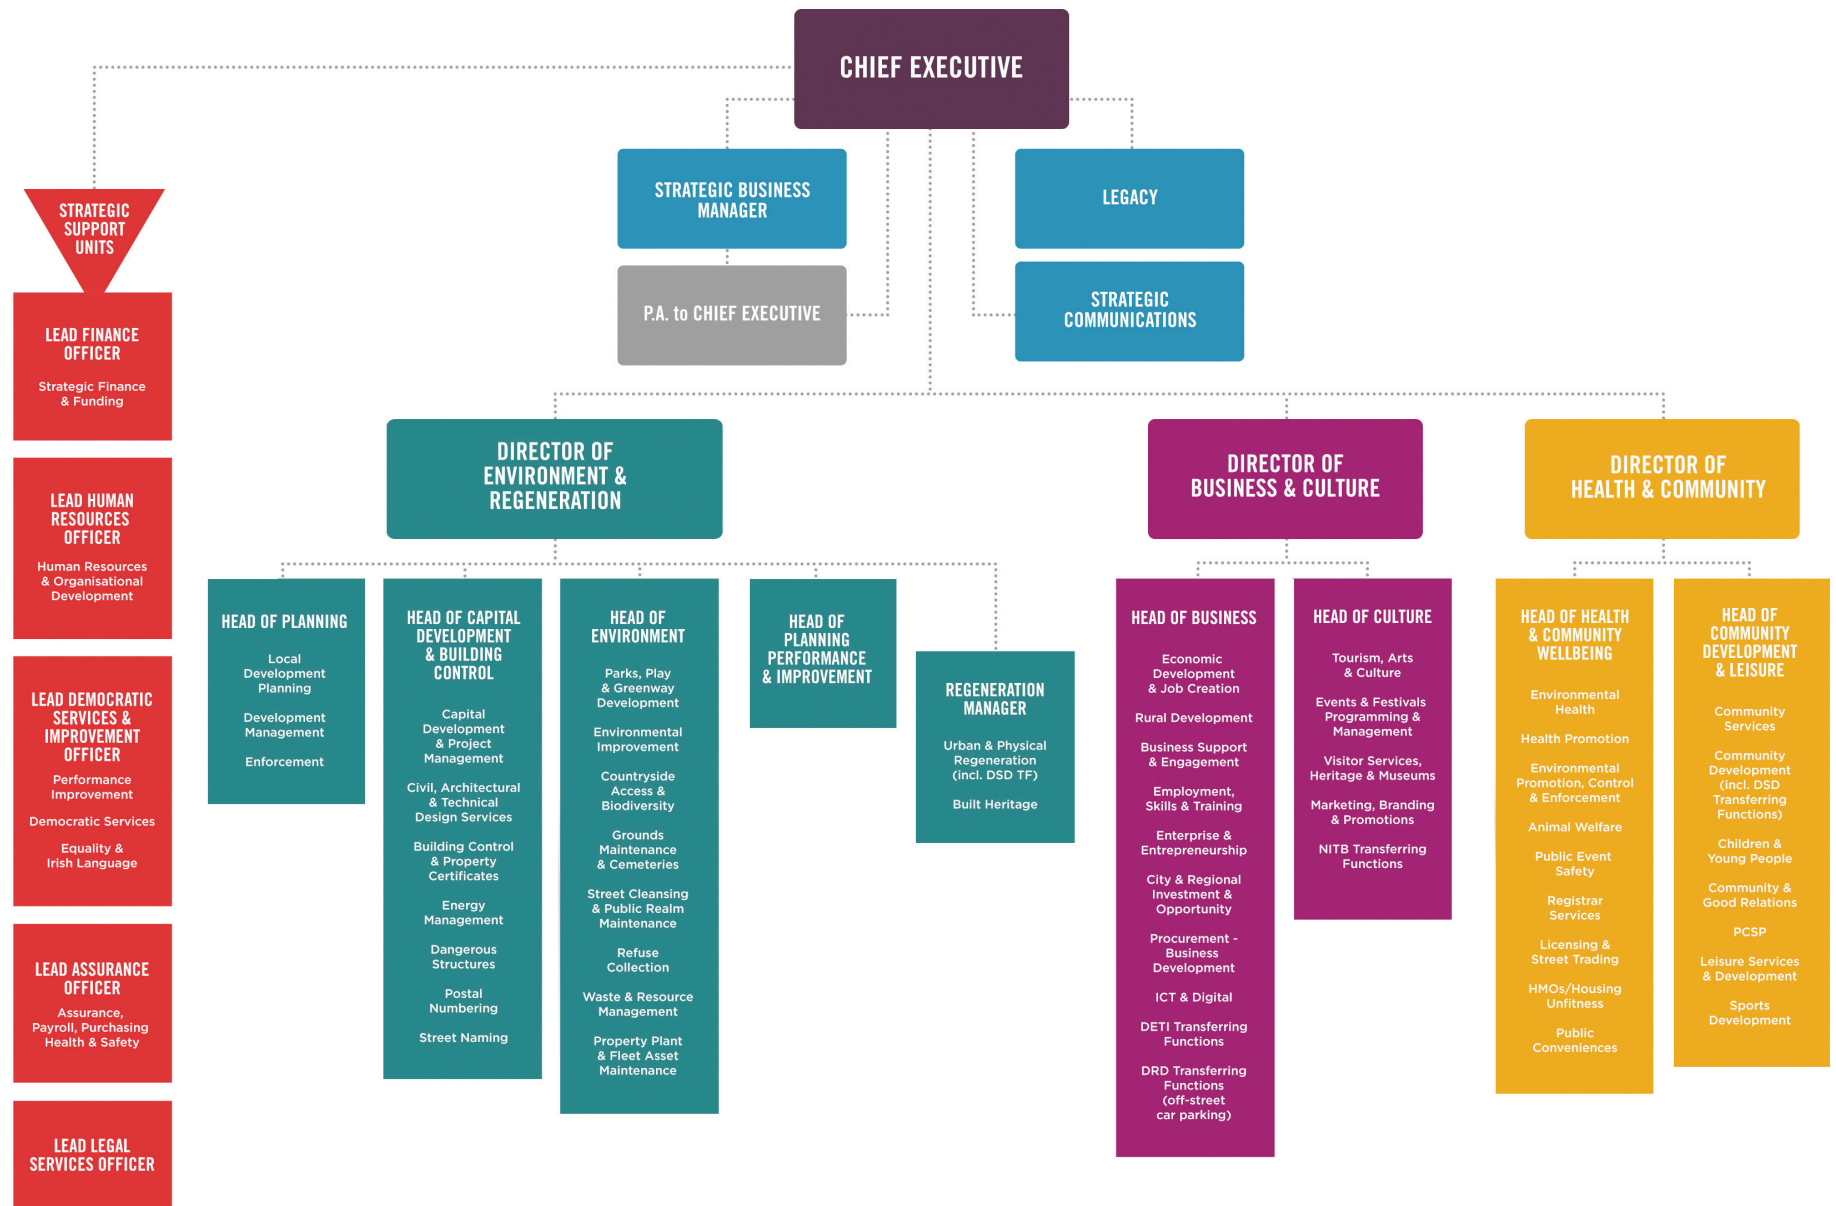 CHIEF EXECUTIVE
STRATEGIC BUSINESS
MANAGER
LEGACY
P.A. to CHIEF EXECUTIVE
STRATEGIC
COMMUNICATIONS
STRATEGIC
SUPPORT
UNITS
LEAD FINANCE
OFFICER
Strategic Finance
& Funding
LEAD HUMAN
RESOURCES
OFFICER
Human Resources
& Organisational
Development
LEAD DEMOCRATIC
SERVICES &
IMPROVEMENT
OFFICER
Performance
Improvement
Democratic Services
Equality &
Irish Language
LEAD ASSURANCE
OFFICER
Assurance,
Payroll, Purchasing
Health & Safety
LEAD LEGAL
SERVICES OFFICER
DIRECTOR OF
ENVIRONMENT &
REGENERATION
HEAD OF PLANNING
Local
Development
Planning
Development
Management
Enforcement
HEAD OF CAPITAL
DEVELOPMENT
& BUILDING
CONTROL
Capital
Development
& Project
Management
Civil, Architectural
& Technical
Design Services
Building Control
& Property
Certificates
Energy
Management
Dangerous
Structures
Postal
Numbering
Street Naming
HEAD OF
ENVIRONMENT
Parks, Play
& Greenway
Development
Environmental
Improvement
Countryside
Access &
Biodiversity
Grounds
Maintenance
& Cemeteries
Street Cleansing
& Public Realm
Maintenance
Refuse
Collection
Waste & Resource
Management
Property Plant
& Fleet Asset
Maintenance
HEAD OF
PLANNING
PERFORMANCE
& IMPROVEMENT
REGENERATION
MANAGER
Urban & Physical
Regeneration
(incl. DSD TF)
Built Heritage
DIRECTOR OF
BUSINESS & CULTURE
HEAD OF BUSINESS
Economic
Development
& Job Creation
Rural Development
Business Support
& Engagement
Employment,
Skills & Training
Enterprise &
Entrepreneurship
City & Regional
Investment &
Opportunity
Procurement -
Business
Development
ICT & Digital
DETI Transferring
Functions
DRD Transferring
Functions
(off-street
car parking)
HEAD OF CULTURE
Tourism, Arts
& Culture
Events & Festivals
Programming &
Management
Visitor Services,
Heritage & Museums
Marketing, Branding
& Promotions
NITB Transferring
Functions
DIRECTOR OF
HEALTH & COMMUNITY
HEAD OF HEALTH
& COMMUNITY
WELLBEING
Environmental
Health
Health Promotion
Environmental
Promotion, Control
& Enforcement
Animal Welfare
Public Event
Safety
Registrar
Services
Licensing &
Street Trading
HMOs/Housing
Unfitness
Public
Conveniences
HEAD OF
COMMUNITY
DEVELOPMENT
& LEISURE
Community
Services
Community
Development
(incl. DSD
Transferring
Functions)
Children &
Young People
Community &
Good Relations
PCSP
Leisure Services
& Development
Sports
Development